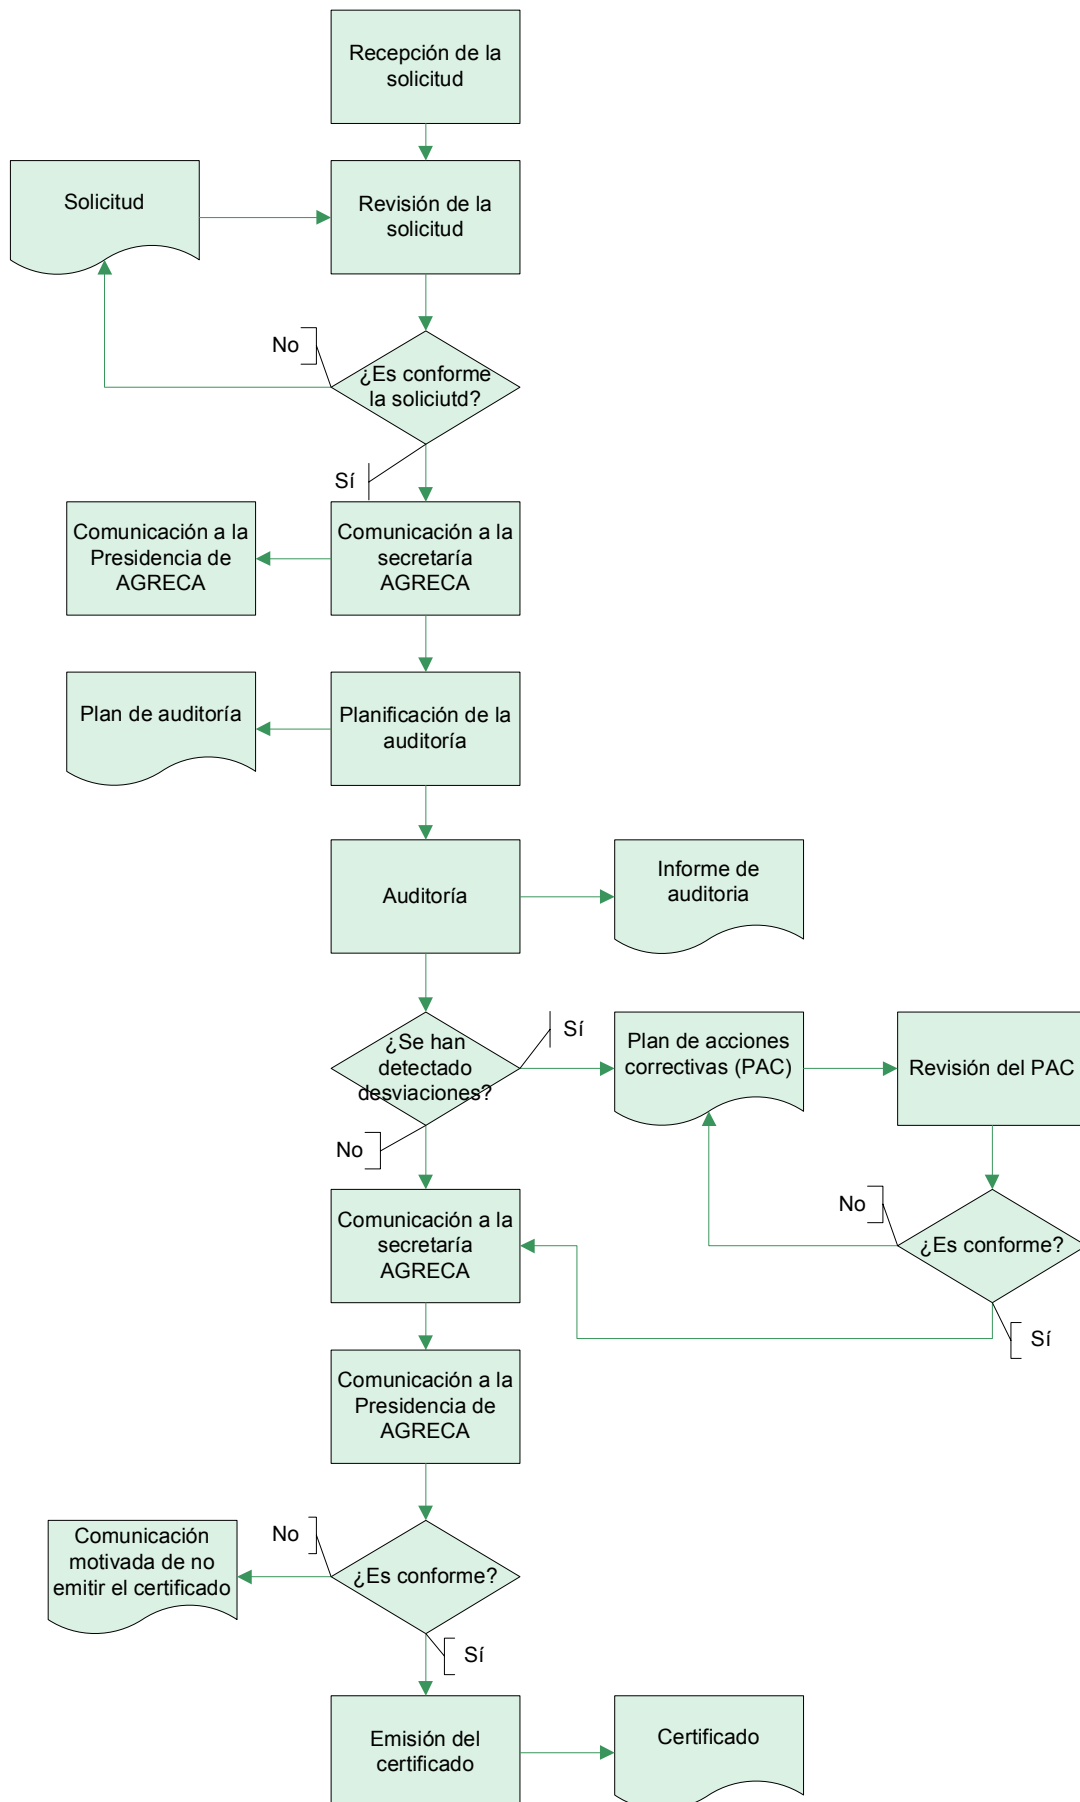 Recepción de la
solicitud
Solicitud
Revisión de la
solicitud
No
¿Es conforme
la soliciutd?
Sí
Comunicación a la
Presidencia de
AGRECA
Comunicación a la
secretaría
AGRECA
Plan de auditoría
Planificación de la
auditoría
Auditoría
Informe de
auditoria
¿Se han
detectado
desviaciones?
Sí
Plan de acciones
correctivas (PAC)
Revisión del PAC
No
No
¿Es conforme?
Sí
Comunicación a la
secretaría
AGRECA
Comunicación a la
Presidencia de
AGRECA
Comunicación
motivada de no
emitir el certificado
No
¿Es conforme?
Sí
Emisión del
certificado
Certificado